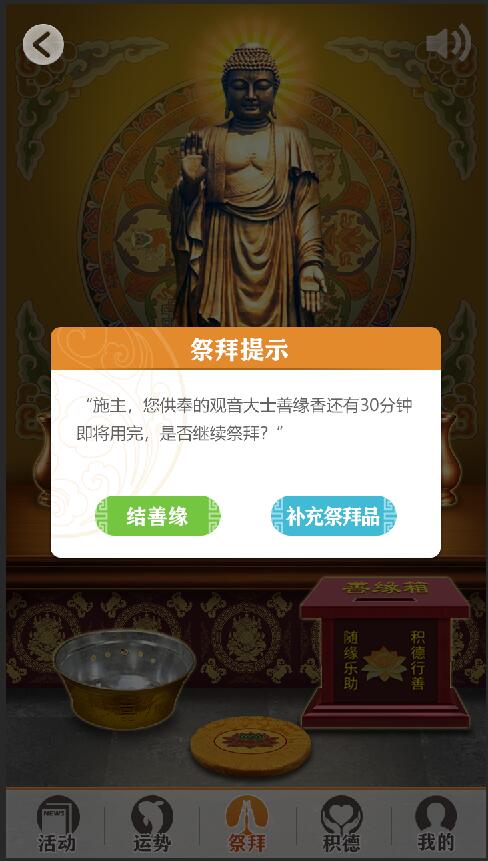 祭拜提示
“施主，您供奉的观音大士善缘香还有30分钟
即将用完，是否继续祭拜？“
结善缘
补充祭拜品
善缘箱
随缘乐助
积德行善
NEWS
活动
运势
祭拜
积德
我的